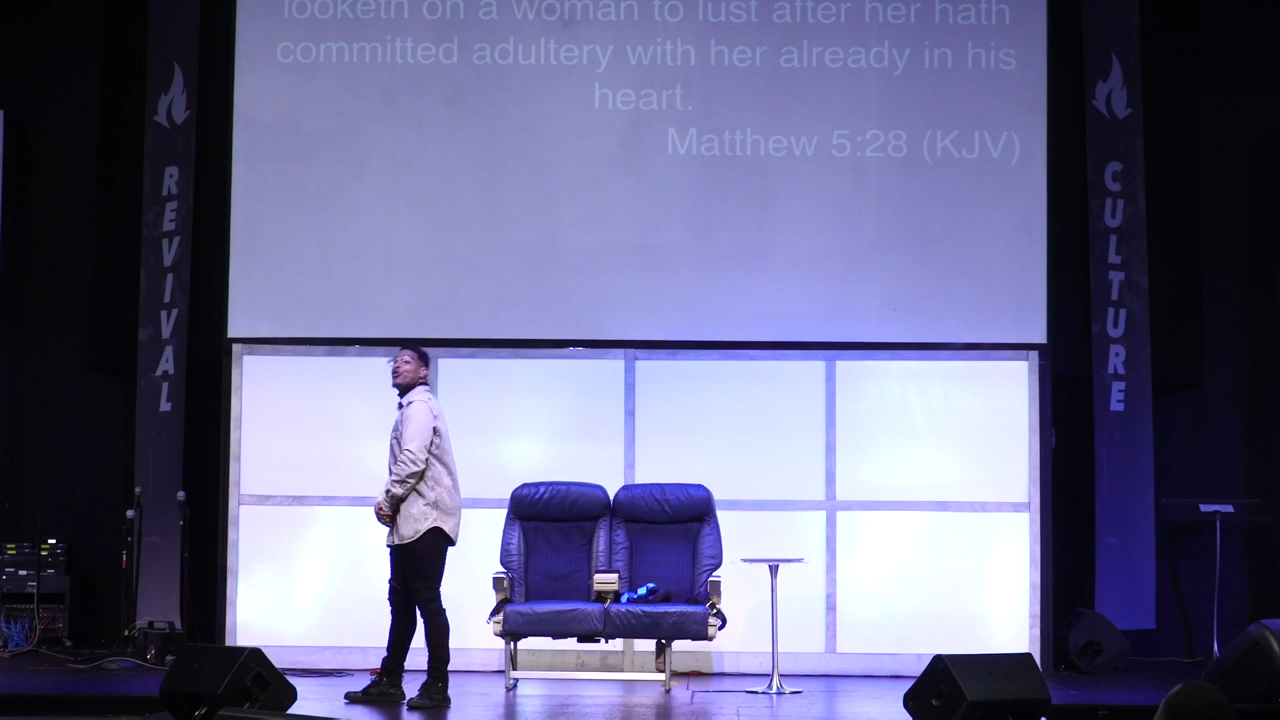 looketh on a woman to lust after her hath
committed adultery with her already in his
heart.
Matthew 5:28 (KJV)
REVIVAL
CULTURE